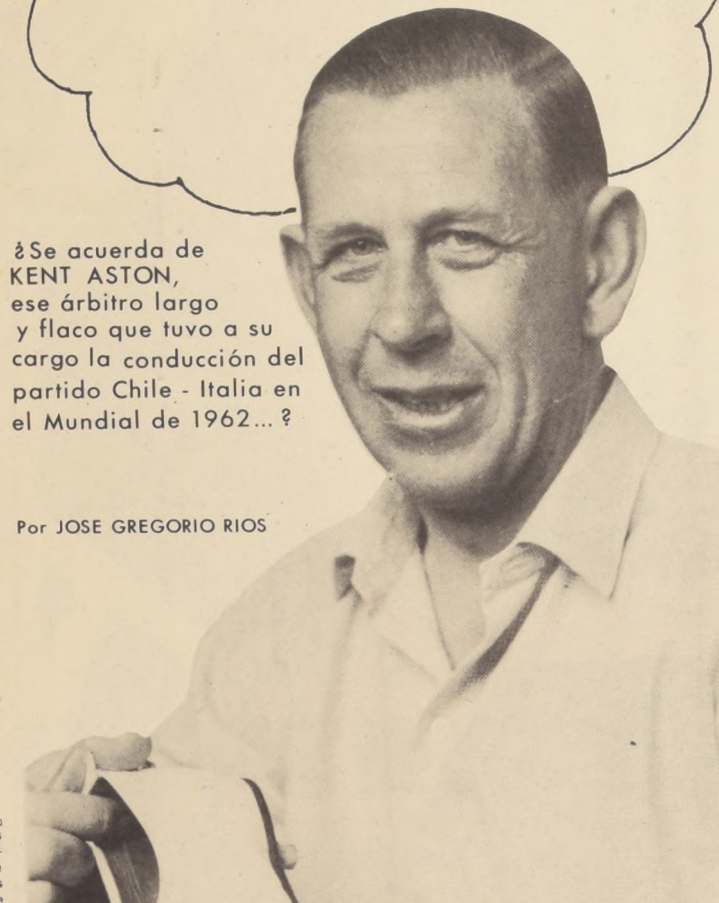 ¿Se acuerda de
KENT ASTON,
ese árbitro largo
y flaco que tuvo a su
cargo la conducción del
partido Chile - Italia en
el Mundial de 1962... ?
Por JOSE GREGORIO RIOS